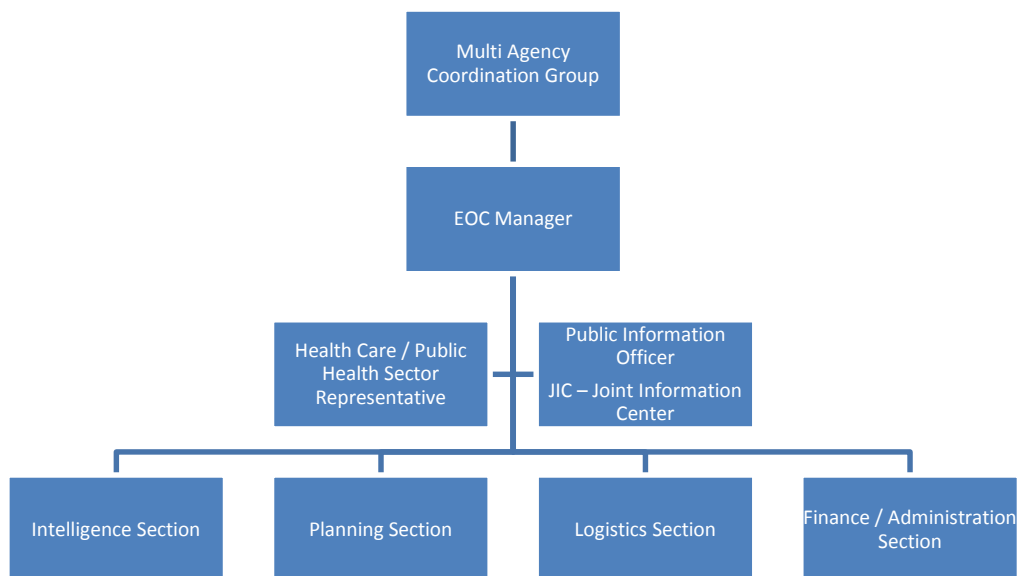 Multi Agency
Coordination Group
EOC Manager
Health Care / Public
Health Sector
Representative
Public Information
Officer
JIC – Joint Information
Center
Intelligence Section
Planning Section
Logistics Section
Finance / Administration
Section